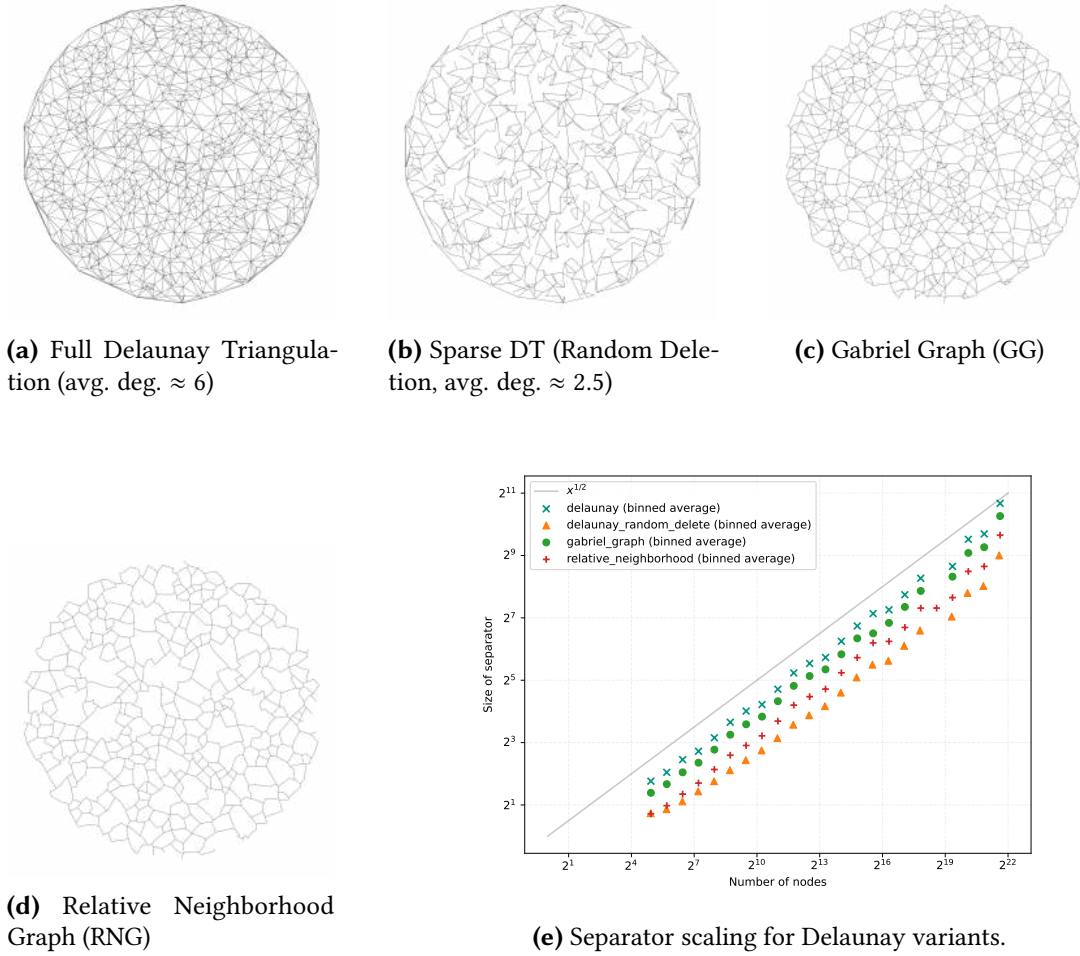 (a) Full Delaunay Triangula-
tion (avg. deg. ≈ 6)
(b) Sparse DT (Random Dele-
tion, avg. deg. ≈ 2.5)
(c) Gabriel Graph (GG)
(d) Relative Neighborhood
Graph (RNG)
x^{1/2}
delaunay (binned average)
delaunay_random_delete (binned average)
gabriel_graph (binned average)
relative_neighborhood (binned average)
Size of separator
2^{11}
2^9
2^7
2^5
2^3
2^1
2^1 2^4 2^7 2^{10} 2^{13} 2^{16} 2^{19} 2^{22}
Number of nodes
(e) Separator scaling for Delaunay variants.